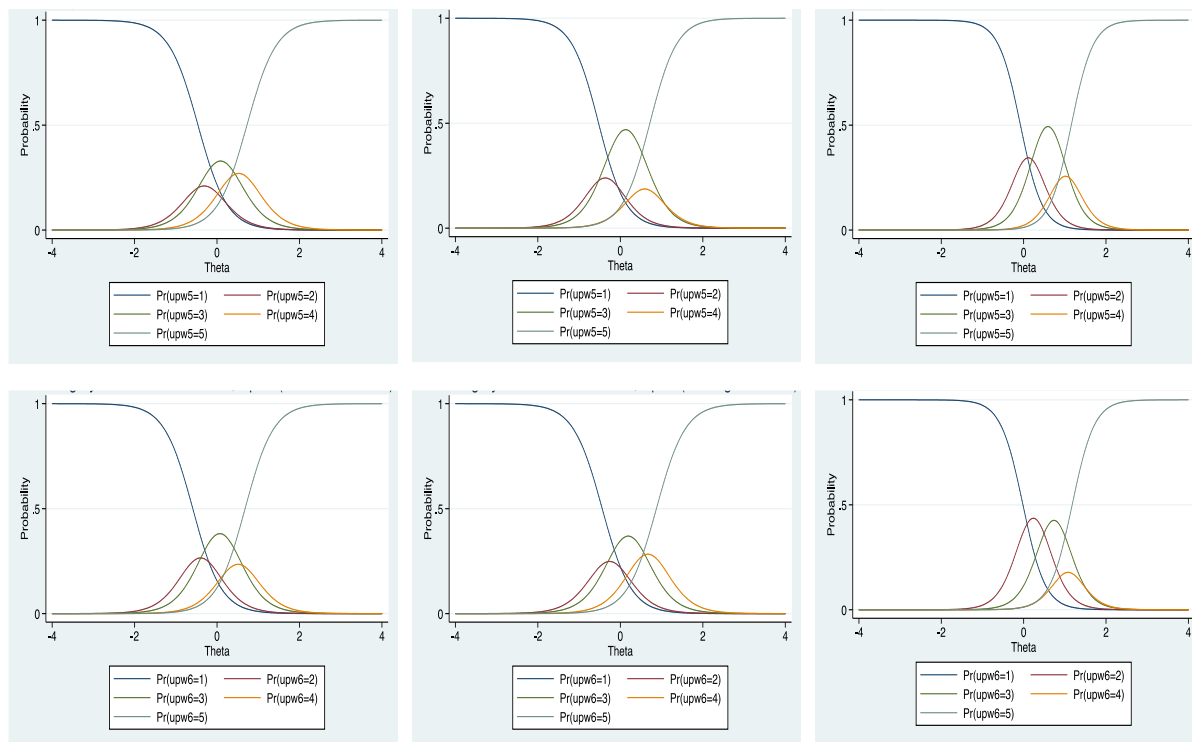 1
.5
0
Probability
-4 -2 0 2 4
Theta
Pr(upw5=1) Pr(upw5=2)
Pr(upw5=3) Pr(upw5=4)
Pr(upw5=5)
1
.5
0
Probability
-4 -2 0 2 4
Theta
Pr(upw5=1) Pr(upw5=2)
Pr(upw5=3) Pr(upw5=4)
Pr(upw5=5)
1
.5
0
Probability
-4 -2 0 2 4
Theta
Pr(upw5=1) Pr(upw5=2)
Pr(upw5=3) Pr(upw5=4)
Pr(upw5=5)
1
.5
0
Probability
-4 -2 0 2 4
Theta
Pr(upw6=1) Pr(upw6=2)
Pr(upw6=3) Pr(upw6=4)
Pr(upw6=5)
1
.5
0
Probability
-4 -2 0 2 4
Theta
Pr(upw6=1) Pr(upw6=2)
Pr(upw6=3) Pr(upw6=4)
Pr(upw6=5)
1
.5
0
Probability
-4 -2 0 2 4
Theta
Pr(upw6=1) Pr(upw6=2)
Pr(upw6=3) Pr(upw6=4)
Pr(upw6=5)